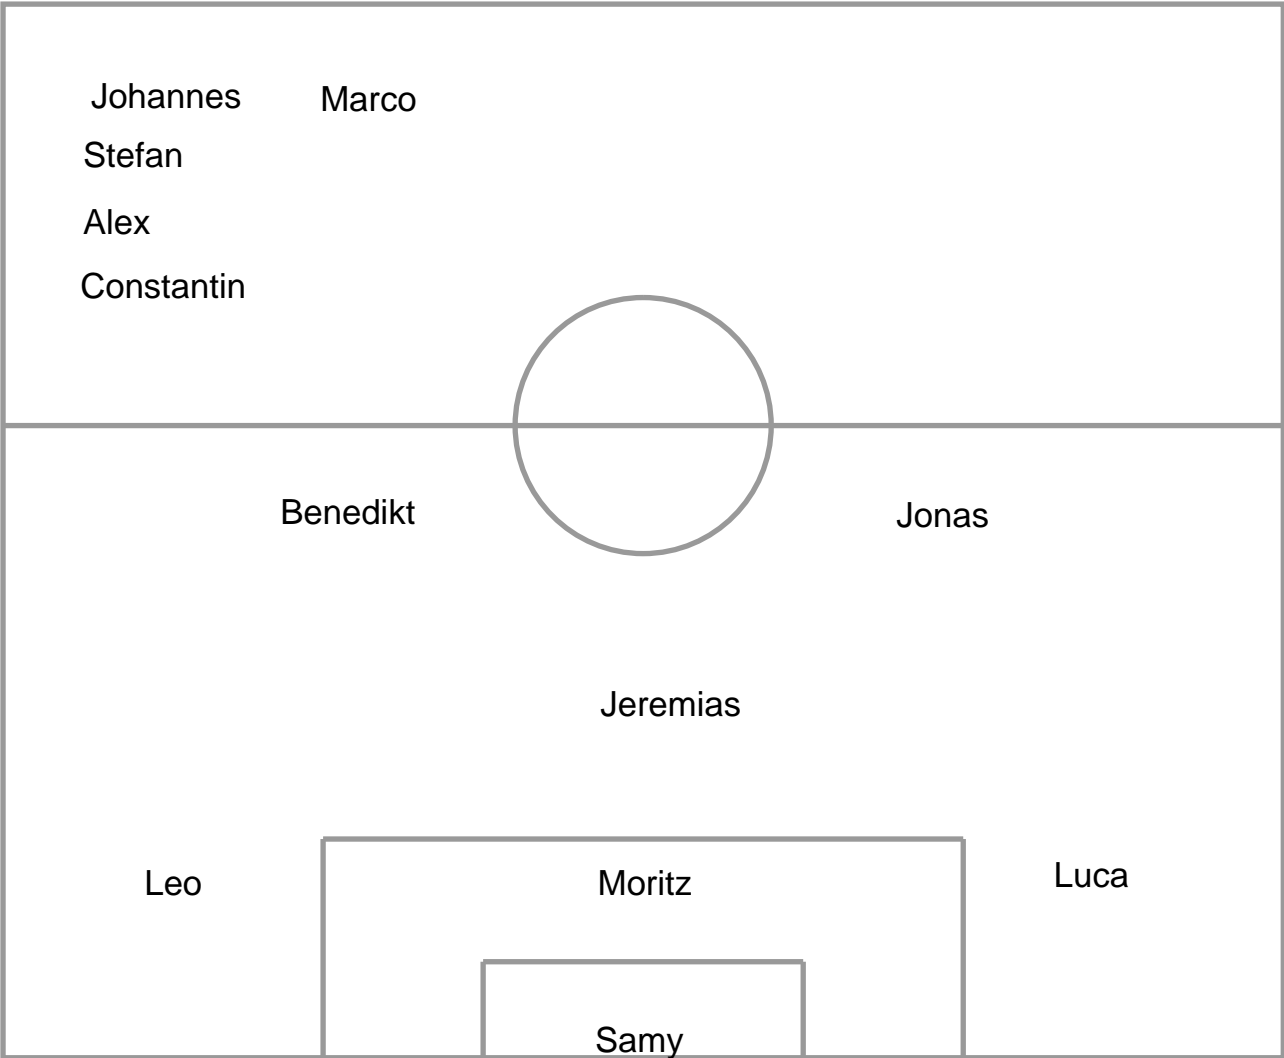 Johannes Marco
Stefan
Alex
Constantin
Benedikt Jonas
Jeremias
Leo Moritz Luca
Samy